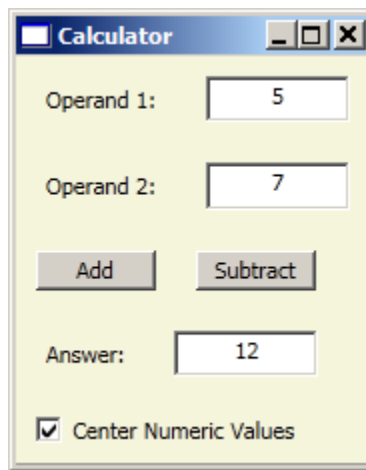 Calculator
Operand 1: 5
Operand 2: 7
Add Subtract
Answer: 12
Center Numeric Values